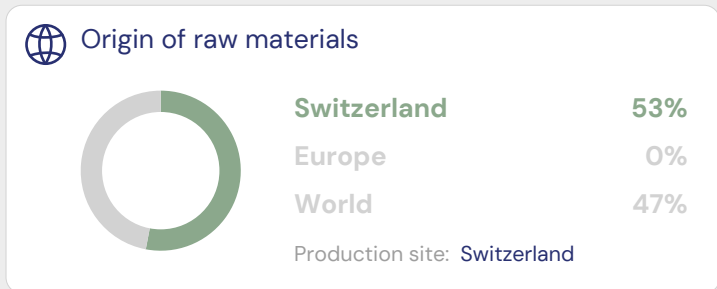 Origin of raw materials
Switzerland 53%
Europe 0%
World 47%
Production site: Switzerland